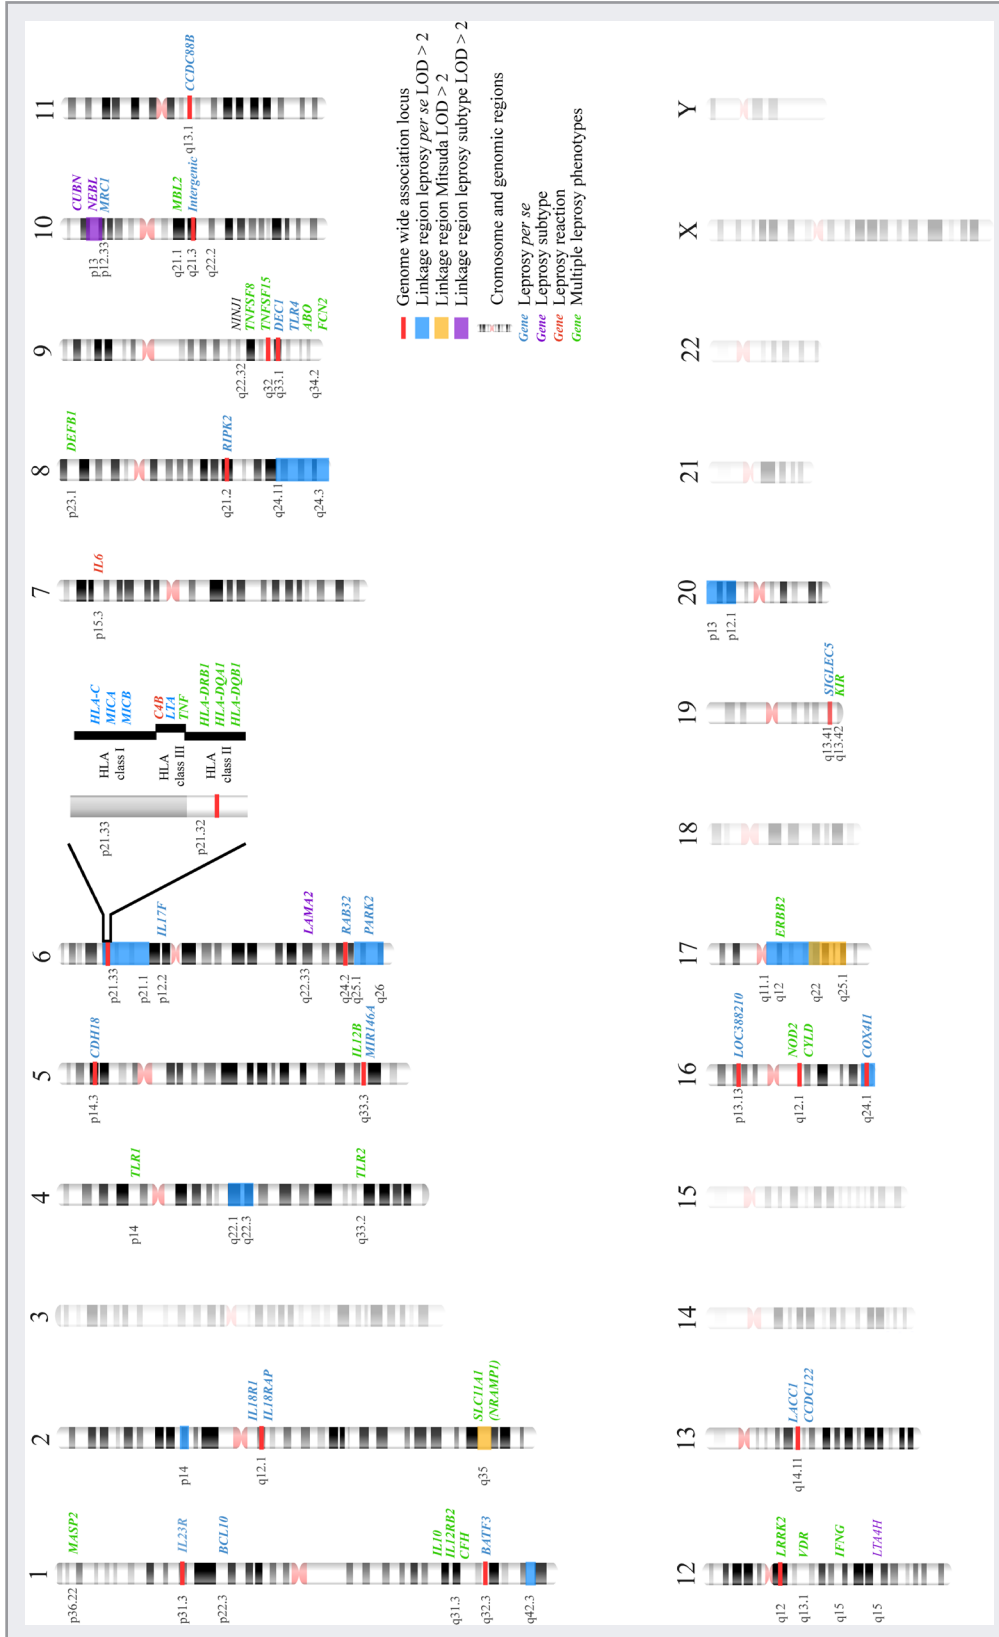 1
p36.22
MASP2
p31.3
IL23R
p22.3
BCL10
q31.3
IL10
IL12RB2
CFH
q32.3
BATF3
q42.3
2
p14
q12.1
IL18R1
IL18RAP
q35
SLC11A1
(NRAMP1)
3
4
p14
TLR1
q22.1
q22.3
q33.2
TLR2
5
p14.3
CDH18
q33.3
IL12B
MIR146A
6
p21.33
p21.1
p12.2
IL17F
q22.33
LAMA2
q24.2
RAB32
q25.1
PARK2
q26
p21.33
p21.32
HLA
class I
HLA
class III
HLA
class II
HLA-C
MICA
MICB
C4B
LTA
TNF
HLA-DRB1
HLA-DQA1
HLA-DQB1
7
p15.3
IL6
8
p23.1
DEFB1
q21.2
RIPK2
q24.11
q24.3
9
q22.32
q32
q33.1
q34.2
NINJ1
TNFSF8
TNFSF15
DEC1
TLR4
ABO
FCN2
10
p13
p12.33
CUBN
NEBL
MRC1
q21.1
q21.3
q22.2
MBL2
Intergenic
11
q13.1
CCDC88B
Genome wide association locus
Linkage region leprosy per se LOD > 2
Linkage region Mitsuda LOD > 2
Linkage region leprosy subtype LOD > 2
Cromosome and genomic regions
Gene Leprosy per se
Gene Leprosy subtype
Gene Leprosy reaction
Gene Multiple leprosy phenotypes
12
q12
LRRK2
q13.1
VDR
q15
IFNG
q15
LTA4H
13
q14.11
LACC1
CCDC122
14
15
16
p13.13
LOC388210
q12.1
NOD2
CYLD
q24.1
COX4I1
17
q11.1
q12
ERBB2
q22
q25.1
18
19
q13.41
q13.42
SIGLEC5
KIR
20
p13
p12.1
21
22
X
Y